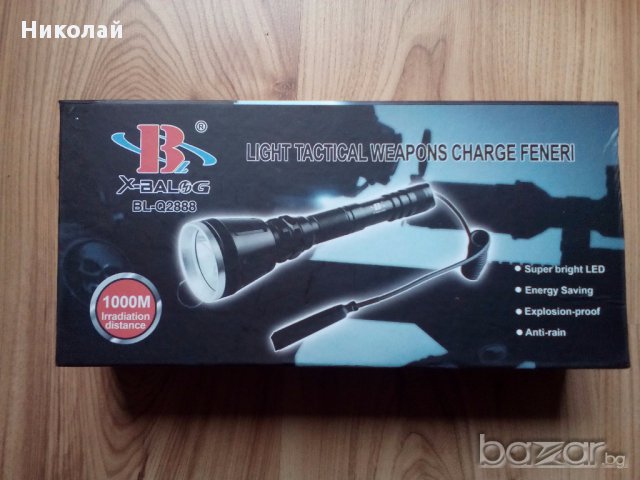 Николай
B ®
X-BALOG
BL-Q2888
LIGHT TACTICAL WEAPONS CHARGE FENERI
1000M
Irradiation
distance
• Super bright LED
• Energy Saving
• Explosion-proof
• Anti-rain
bazar.bg